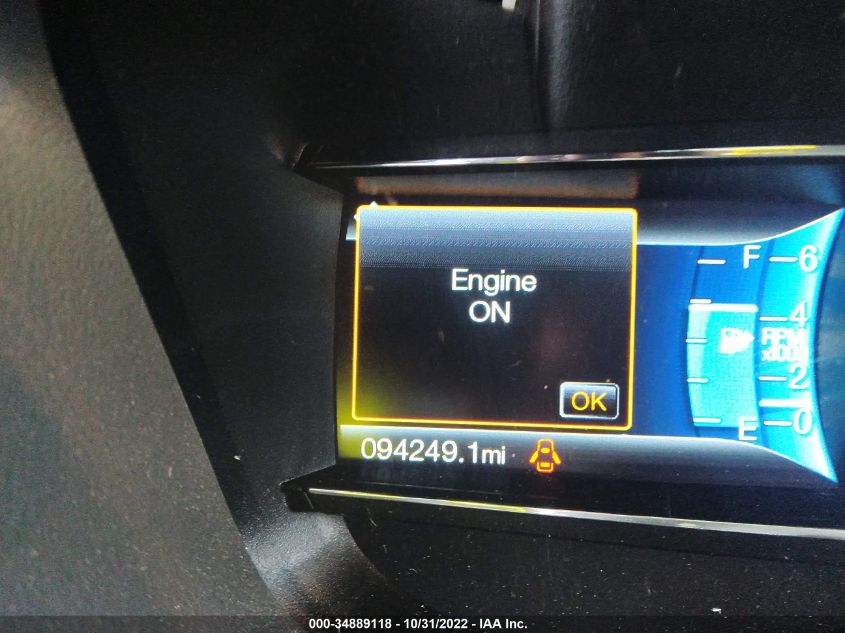 Engine
ON
OK
094249.1mi
F
E
6
4
RPM
x1000
2
0
000-34889118 - 10/31/2022 - IAA Inc.